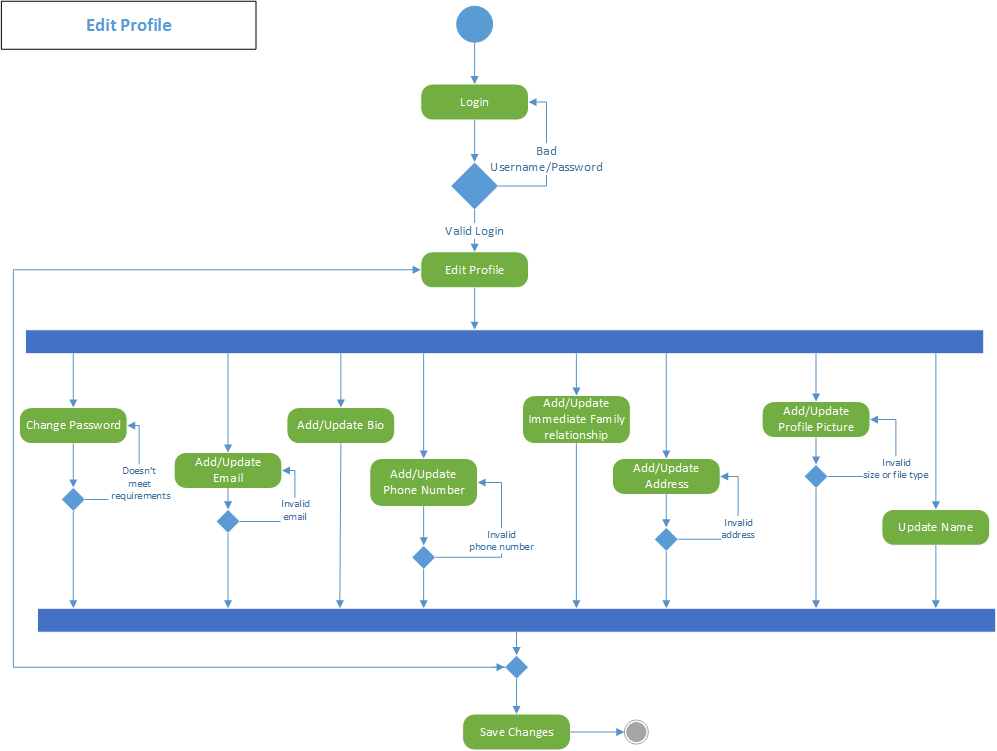 Edit Profile
Login
Bad
Username/Password
Valid Login
Edit Profile
Change Password
Doesn't
meet
requirements
Add/Update
Email
Invalid
email
Add/Update Bio
Add/Update
Phone Number
Invalid
phone number
Add/Update
Immediate Family
relationship
Add/Update
Address
Invalid
address
Add/Update
Profile Picture
Invalid
size or file type
Update Name
Save Changes